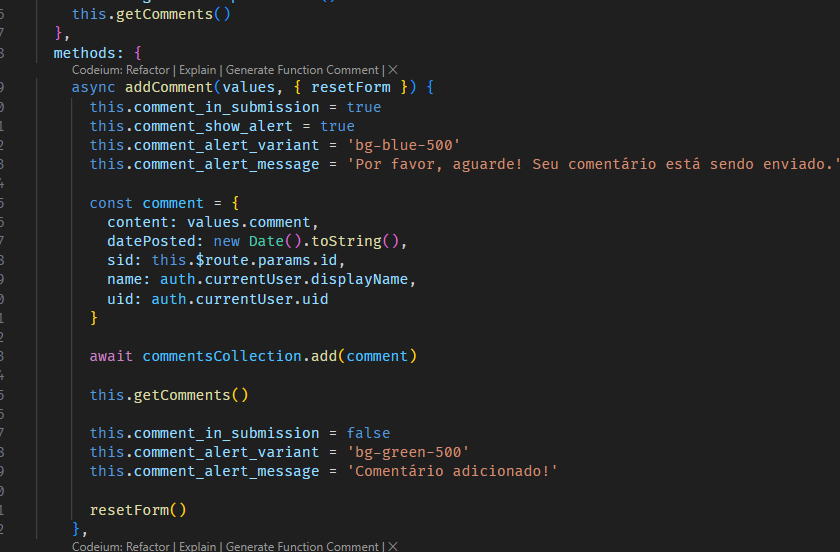 this.getComments()
},
methods: {
Codeium: Refactor | Explain | Generate Function Comment | ×
async addComment(values, { resetForm }) {
this.comment_in_submission = true
this.comment_show_alert = true
this.comment_alert_variant = 'bg-blue-500'
this.comment_alert_message = 'Por favor, aguarde! Seu comentário está sendo enviado.'
const comment = {
content: values.comment,
datePosted: new Date().toString(),
sid: this.$route.params.id,
name: auth.currentUser.displayName,
uid: auth.currentUser.uid
}
await commentsCollection.add(comment)
this.getComments()
this.comment_in_submission = false
this.comment_alert_variant = 'bg-green-500'
this.comment_alert_message = 'Comentário adicionado!'
resetForm()
},
Codeium: Refactor | Explain | Generate Function Comment | ×